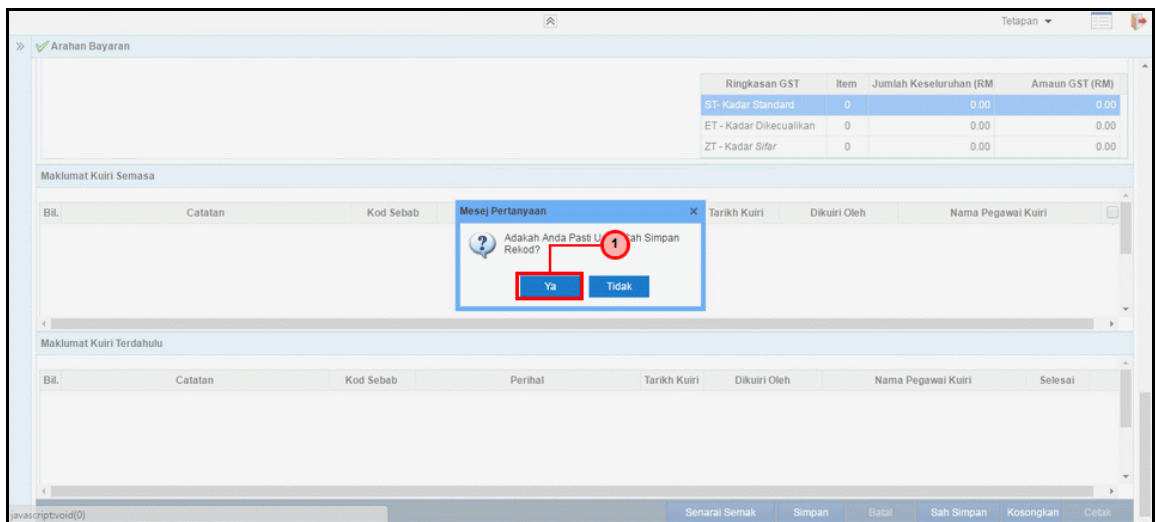 Tetapan
Arahan Bayaran
Ringkasan GST Item Jumlah Keseluruhan (RM Amaun GST (RM)
ST- Kadar Standard 0 0.00 0.00
ET - Kadar Dikecualikan 0 0.00 0.00
ZT - Kadar Sifar 0 0.00 0.00
Maklumat Kuiri Semasa
Bil. Catatan Kod Sebab Tarikh Kuiri Dikuiri Oleh Nama Pegawai Kuiri
Mesej Pertanyaan
Adakah Anda Pasti Sah Simpan
Rekod?
1
Ya Tidak
Maklumat Kuiri Terdahulu
Bil. Catatan Kod Sebab Perihal Tarikh Kuiri Dikuiri Oleh Nama Pegawai Kuiri Selesai
javascript:void(0) Senarai Semak Simpan Batal Sah Simpan Kosongkan Cetak